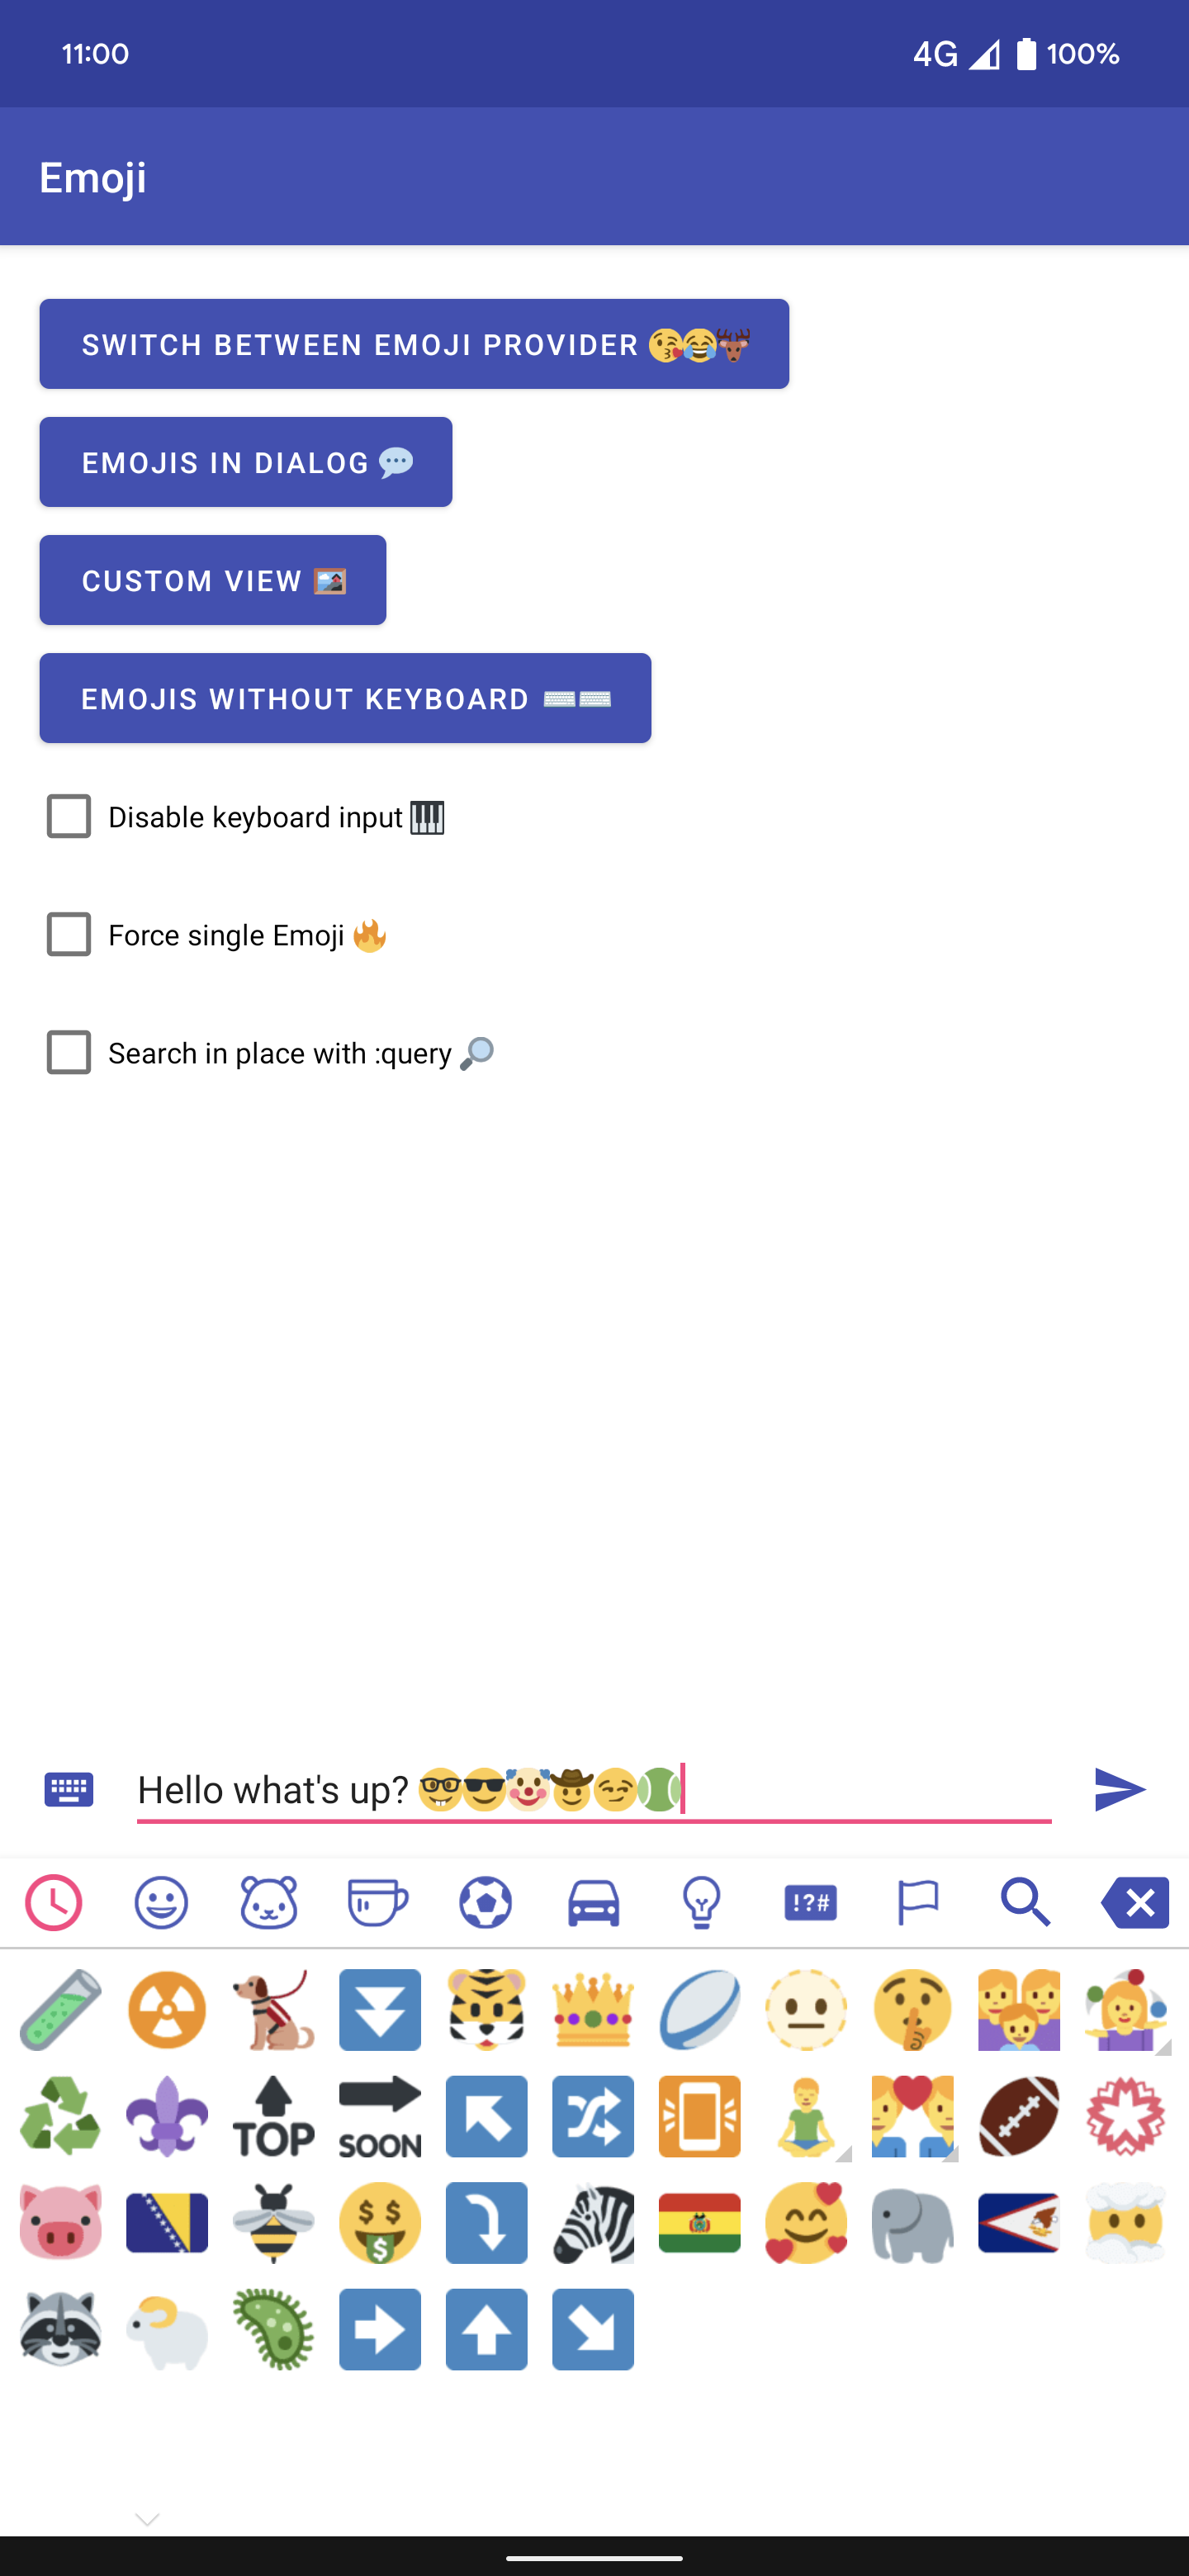 11:00 4G 100%
Emoji
SWITCH BETWEEN EMOJI PROVIDER 😘😂🦌
EMOJIS IN DIALOG 💬
CUSTOM VIEW 🖼️
EMOJIS WITHOUT KEYBOARD ⌨️⌨️
Disable keyboard input 🎹
Force single Emoji 🔥
Search in place with :query 🔎
Hello what's up? 🤓😎🤡🤠😏🎾
!?#
TOP SOON